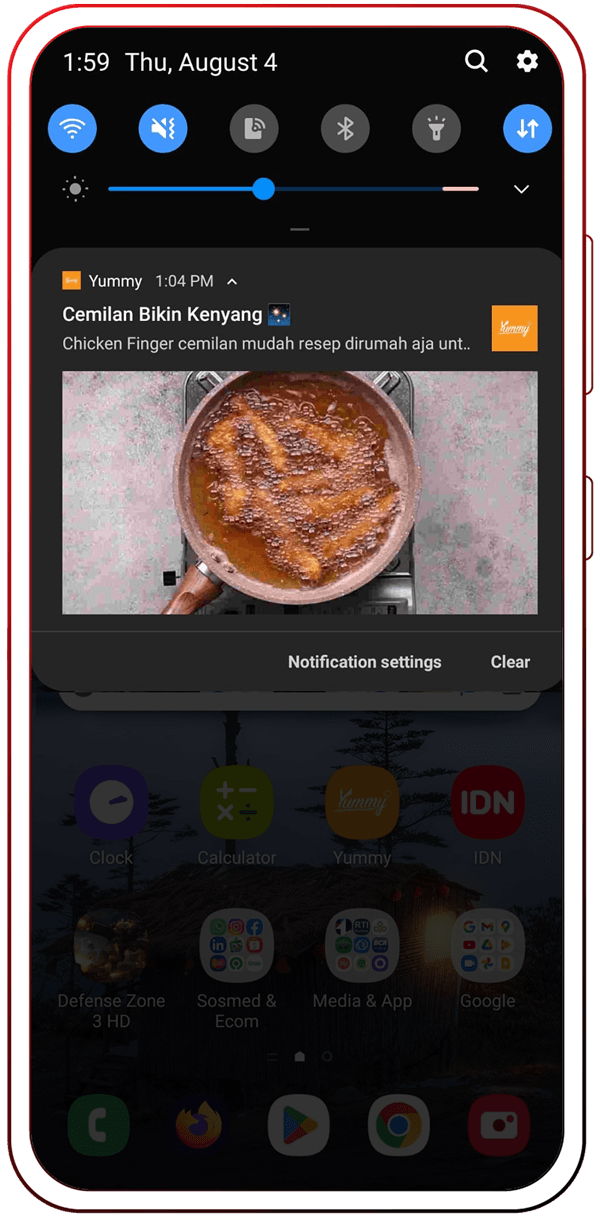 1:59 Thu, August 4
Yummy 1:04 PM
Cemilan Bikin Kenyang
Chicken Finger cemilan mudah resep dirumah aja unt..
Yummy
Notification settings Clear
Yummy IDN
Clock Calculator Yummy IDN
Defense Zone Sosmed & Media & App Google
3 HD Ecom